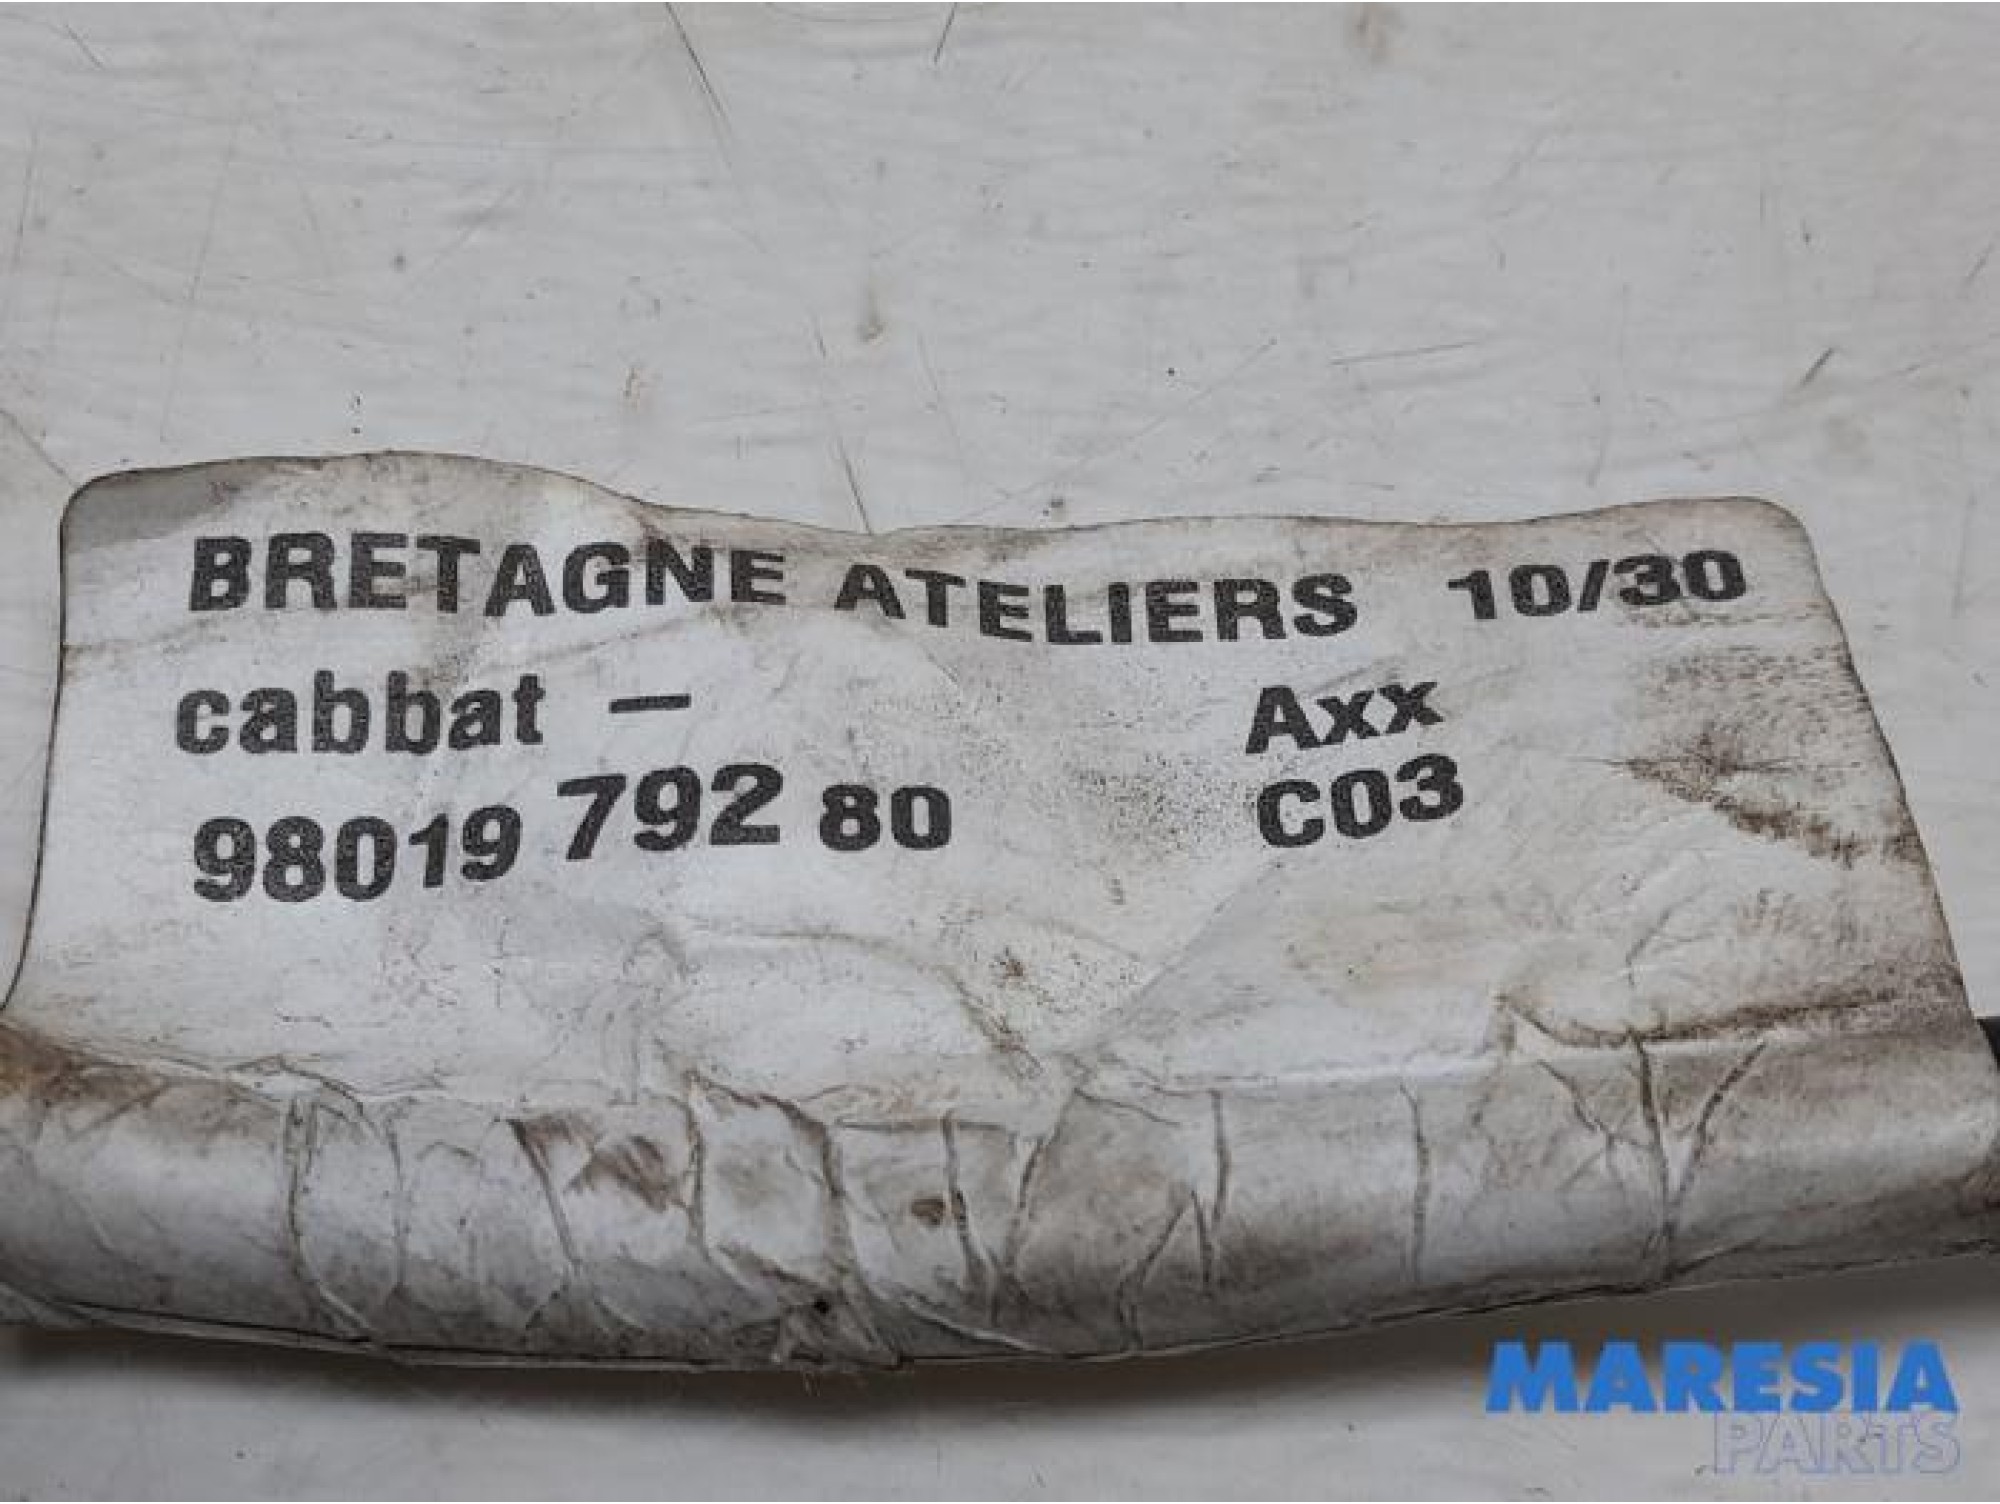 BRETAGNE ATELIERS 10/30
cabbat – Axx
98019 792 80 C03
MARESIA
PARTS